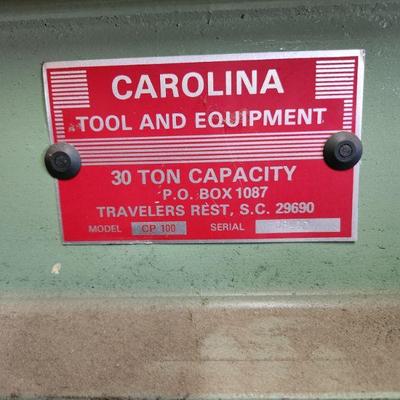 CAROLINA
TOOL AND EQUIPMENT
30 TON CAPACITY
P.O. BOX 1087
TRAVELERS REST, S.C. 29690
MODEL CP 100 SERIAL